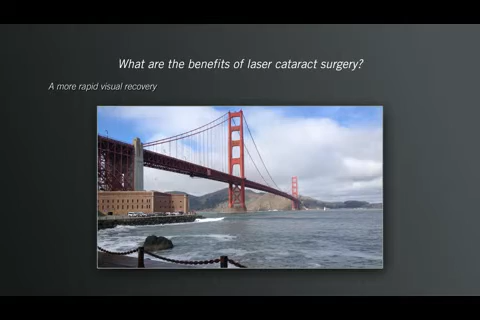 What are the benefits of laser cataract surgery?
A more rapid visual recovery